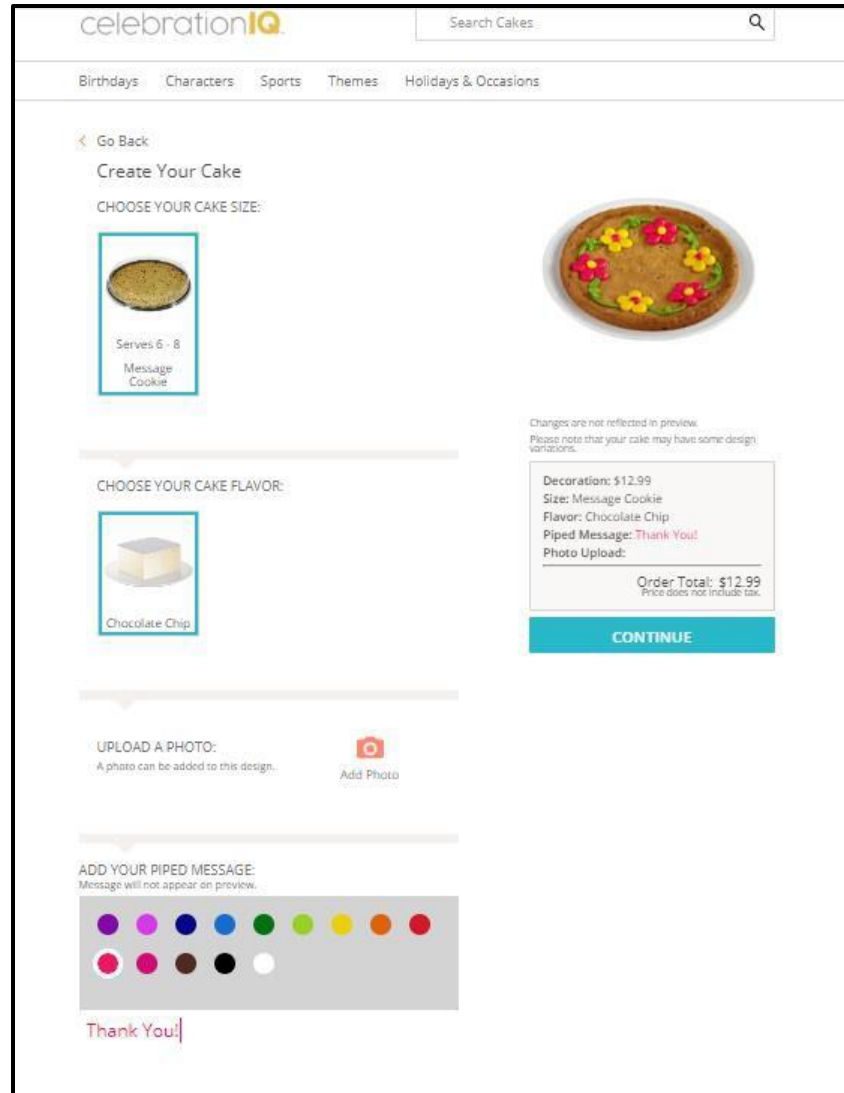 celebrationIQ
Search Cakes
Birthdays Characters Sports Themes Holidays & Occasions
Go Back
Create Your Cake
CHOOSE YOUR CAKE SIZE:
Serves 6 - 8
Message
Cookie
CHOOSE YOUR CAKE FLAVOR:
Chocolate Chip
UPLOAD A PHOTO:
A photo can be added to this design.
Add Photo
ADD YOUR PIPED MESSAGE:
Message will not appear on preview.
Thank You!
Changes are not reflected in preview.
Please note that your cake may have some design
variations.
Decoration: $12.99
Size: Message Cookie
Flavor: Chocolate Chip
Piped Message: Thank You!
Photo Upload:
Order Total: $12.99
Price does not include tax.
CONTINUE